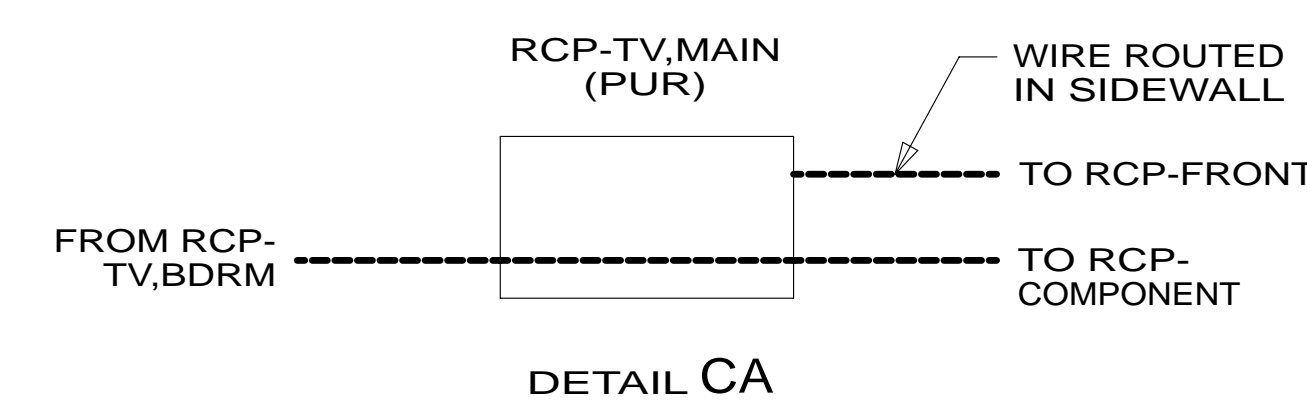 RCP-TV,MAIN
(PUR)
WIRE ROUTED
IN SIDEWALL
TO RCP-FRONT
FROM RCP-
TV,BDRM
TO RCP-
COMPONENT
DETAIL CA